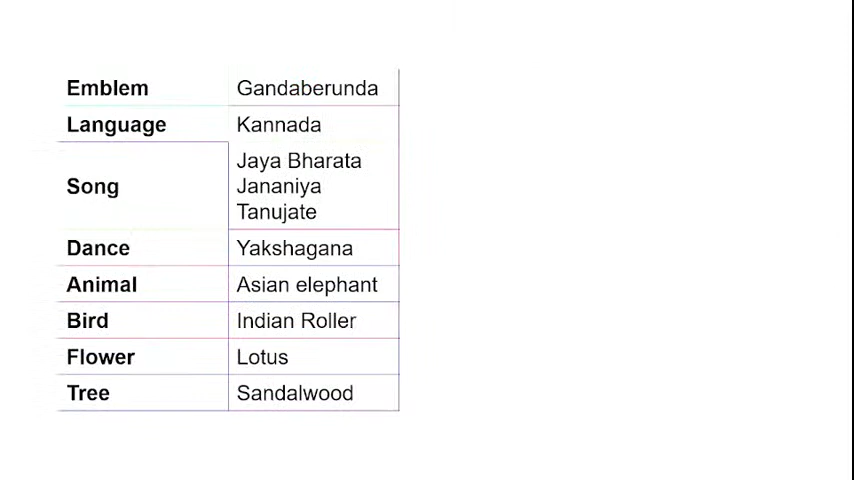 Emblem Gandaberunda
Language Kannada
Song Jaya Bharata
Jananiya
Tanujate
Dance Yakshagana
Animal Asian elephant
Bird Indian Roller
Flower Lotus
Tree Sandalwood